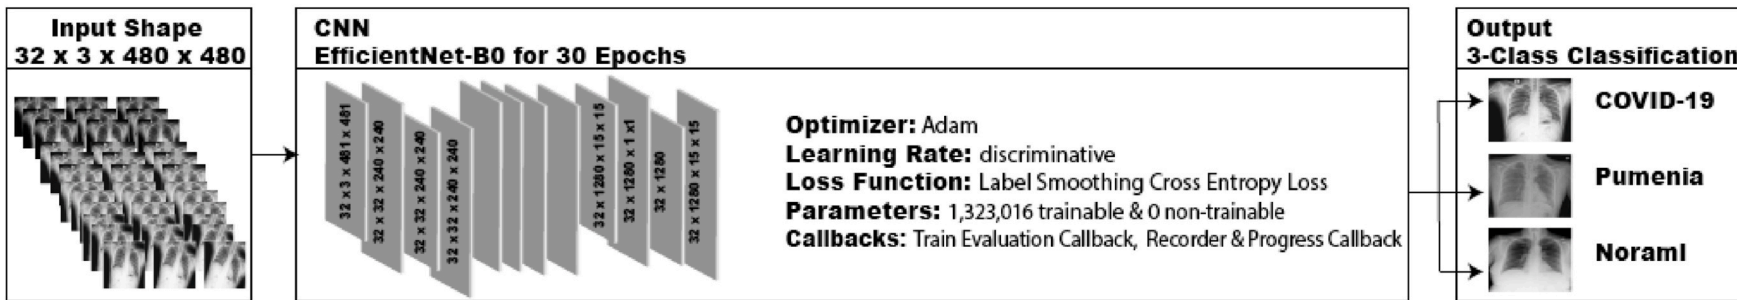 Input Shape
32 x 3 x 480 x 480
CNN
EfficientNet-B0 for 30 Epochs
32 x 3 x 481 x 481
32 x 32 x 240 x 240
32 x 32 x 240 x 240
32 x 32 x 240 x 240
32 x 1280 x 15 x 15
32 x 1280 x 1 x1
32 x 1280
32 x 1280 x 15 x 15
Optimizer: Adam
Learning Rate: discriminative
Loss Function: Label Smoothing Cross Entropy Loss
Parameters: 1,323,016 trainable & 0 non-trainable
Callbacks: Train Evaluation Callback, Recorder & Progress Callback
Output
3-Class Classification
COVID-19
Pumenia
Noraml